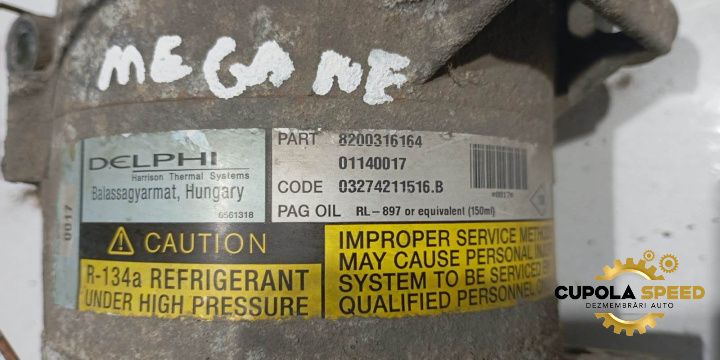 MEGANE
DELPHI
Harrison Thermal Systems
Balassagyarmat, Hungary
6561318
0017
PART 8200316164
01140017
CODE 03274211516.B
PAG OIL RL-897 or equivalent (150ml)
CAUTION
R-134a REFRIGERANT
UNDER HIGH PRESSURE
IMPROPER SERVICE
MAY CAUSE PERSONAL
SYSTEM TO BE SERVICED
QUALIFIED PERSONNEL
CUPOLA SPEED
DEZMEMBRĂRI AUTO